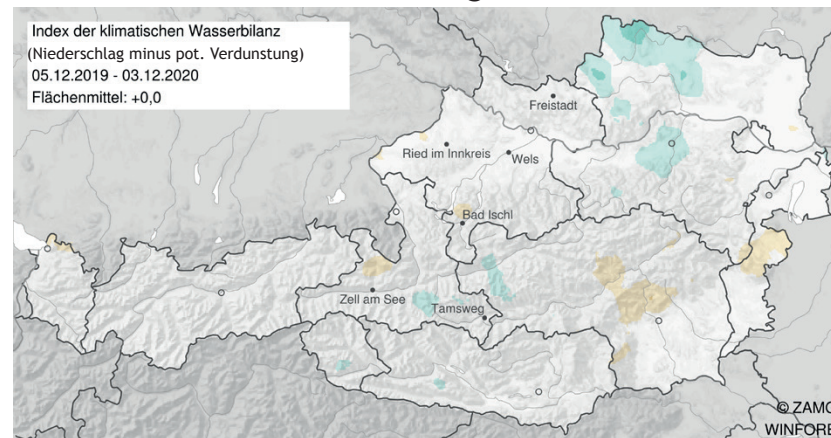 Index der klimatischen Wasserbilanz
(Niederschlag minus pot. Verdunstung)
05.12.2019 - 03.12.2020
Flächenmittel: +0,0
Freistadt
Ried im Innkreis
Wels
Bad Ischl
Zell am See
Tamsweg
© ZAMG
WINFORE